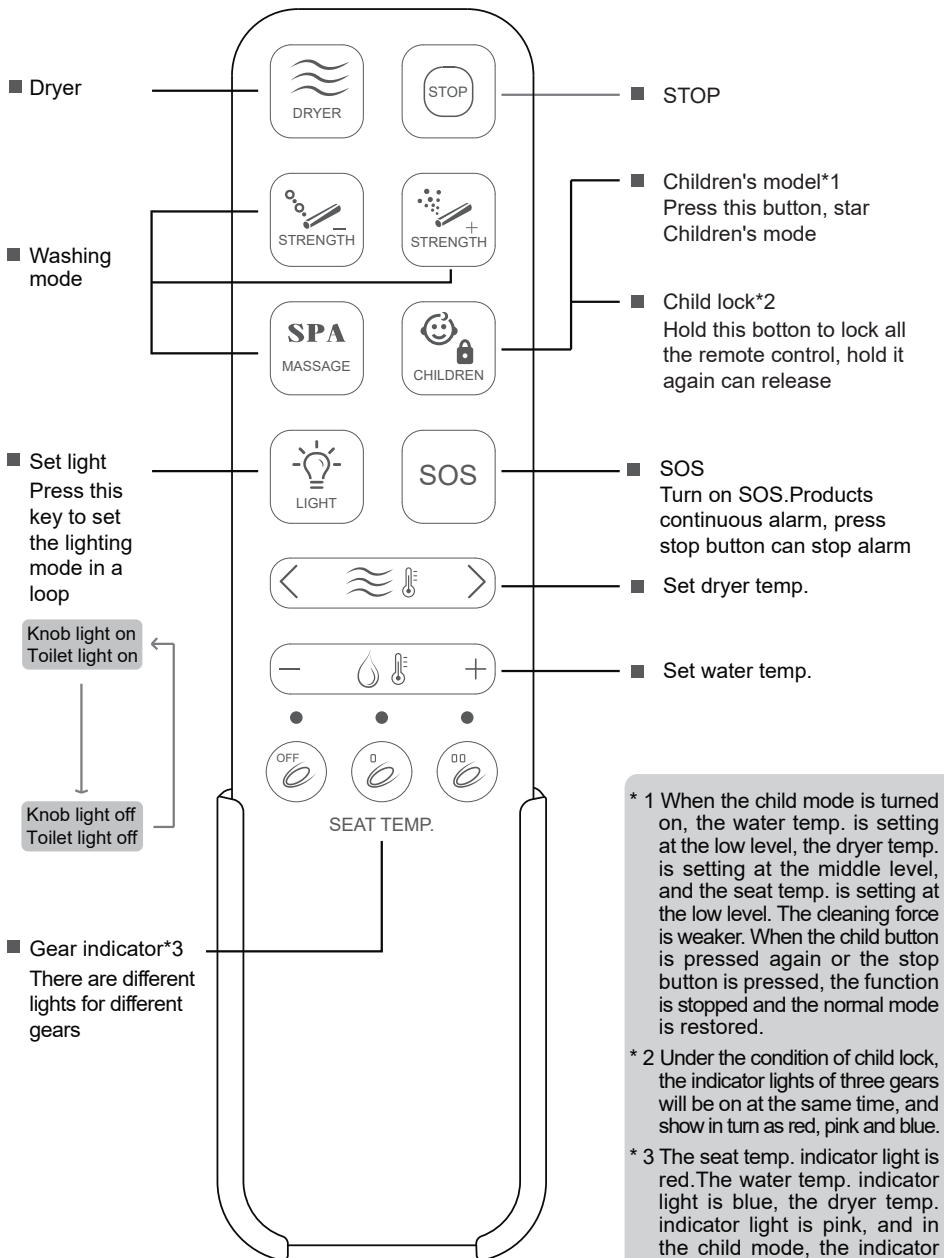 Dryer
DRYER
STOP
STOP
STRENGTH
STRENGTH
Washing
mode
Children's model*1
Press this button, star
Children's mode
SPA
MASSAGE
CHILDREN
Child lock*2
Hold this botton to lock all
the remote control, hold it
again can release
Set light
Press this
key to set
the lighting
mode in a
loop
LIGHT
SOS
SOS
Turn on SOS.Products
continuous alarm, press
stop button can stop alarm
Set dryer temp.
Knob light on
Toilet light on
Set water temp.
OFF
Knob light off
Toilet light off
SEAT TEMP.
Gear indicator*3
There are different
lights for different
gears
* 1 When the child mode is turned
on, the water temp. is setting
at the low level, the dryer temp.
is setting at the middle level,
and the seat temp. is setting at
the low level. The cleaning force
is weaker. When the child button
is pressed again or the stop
button is pressed, the function
is stopped and the normal mode
is restored.
* 2 Under the condition of child lock,
the indicator lights of three gears
will be on at the same time, and
show in turn as red, pink and blue.
* 3 The seat temp. indicator light is
red.The water temp. indicator
light is blue, the dryer temp.
indicator light is pink, and in
the child mode, the indicator